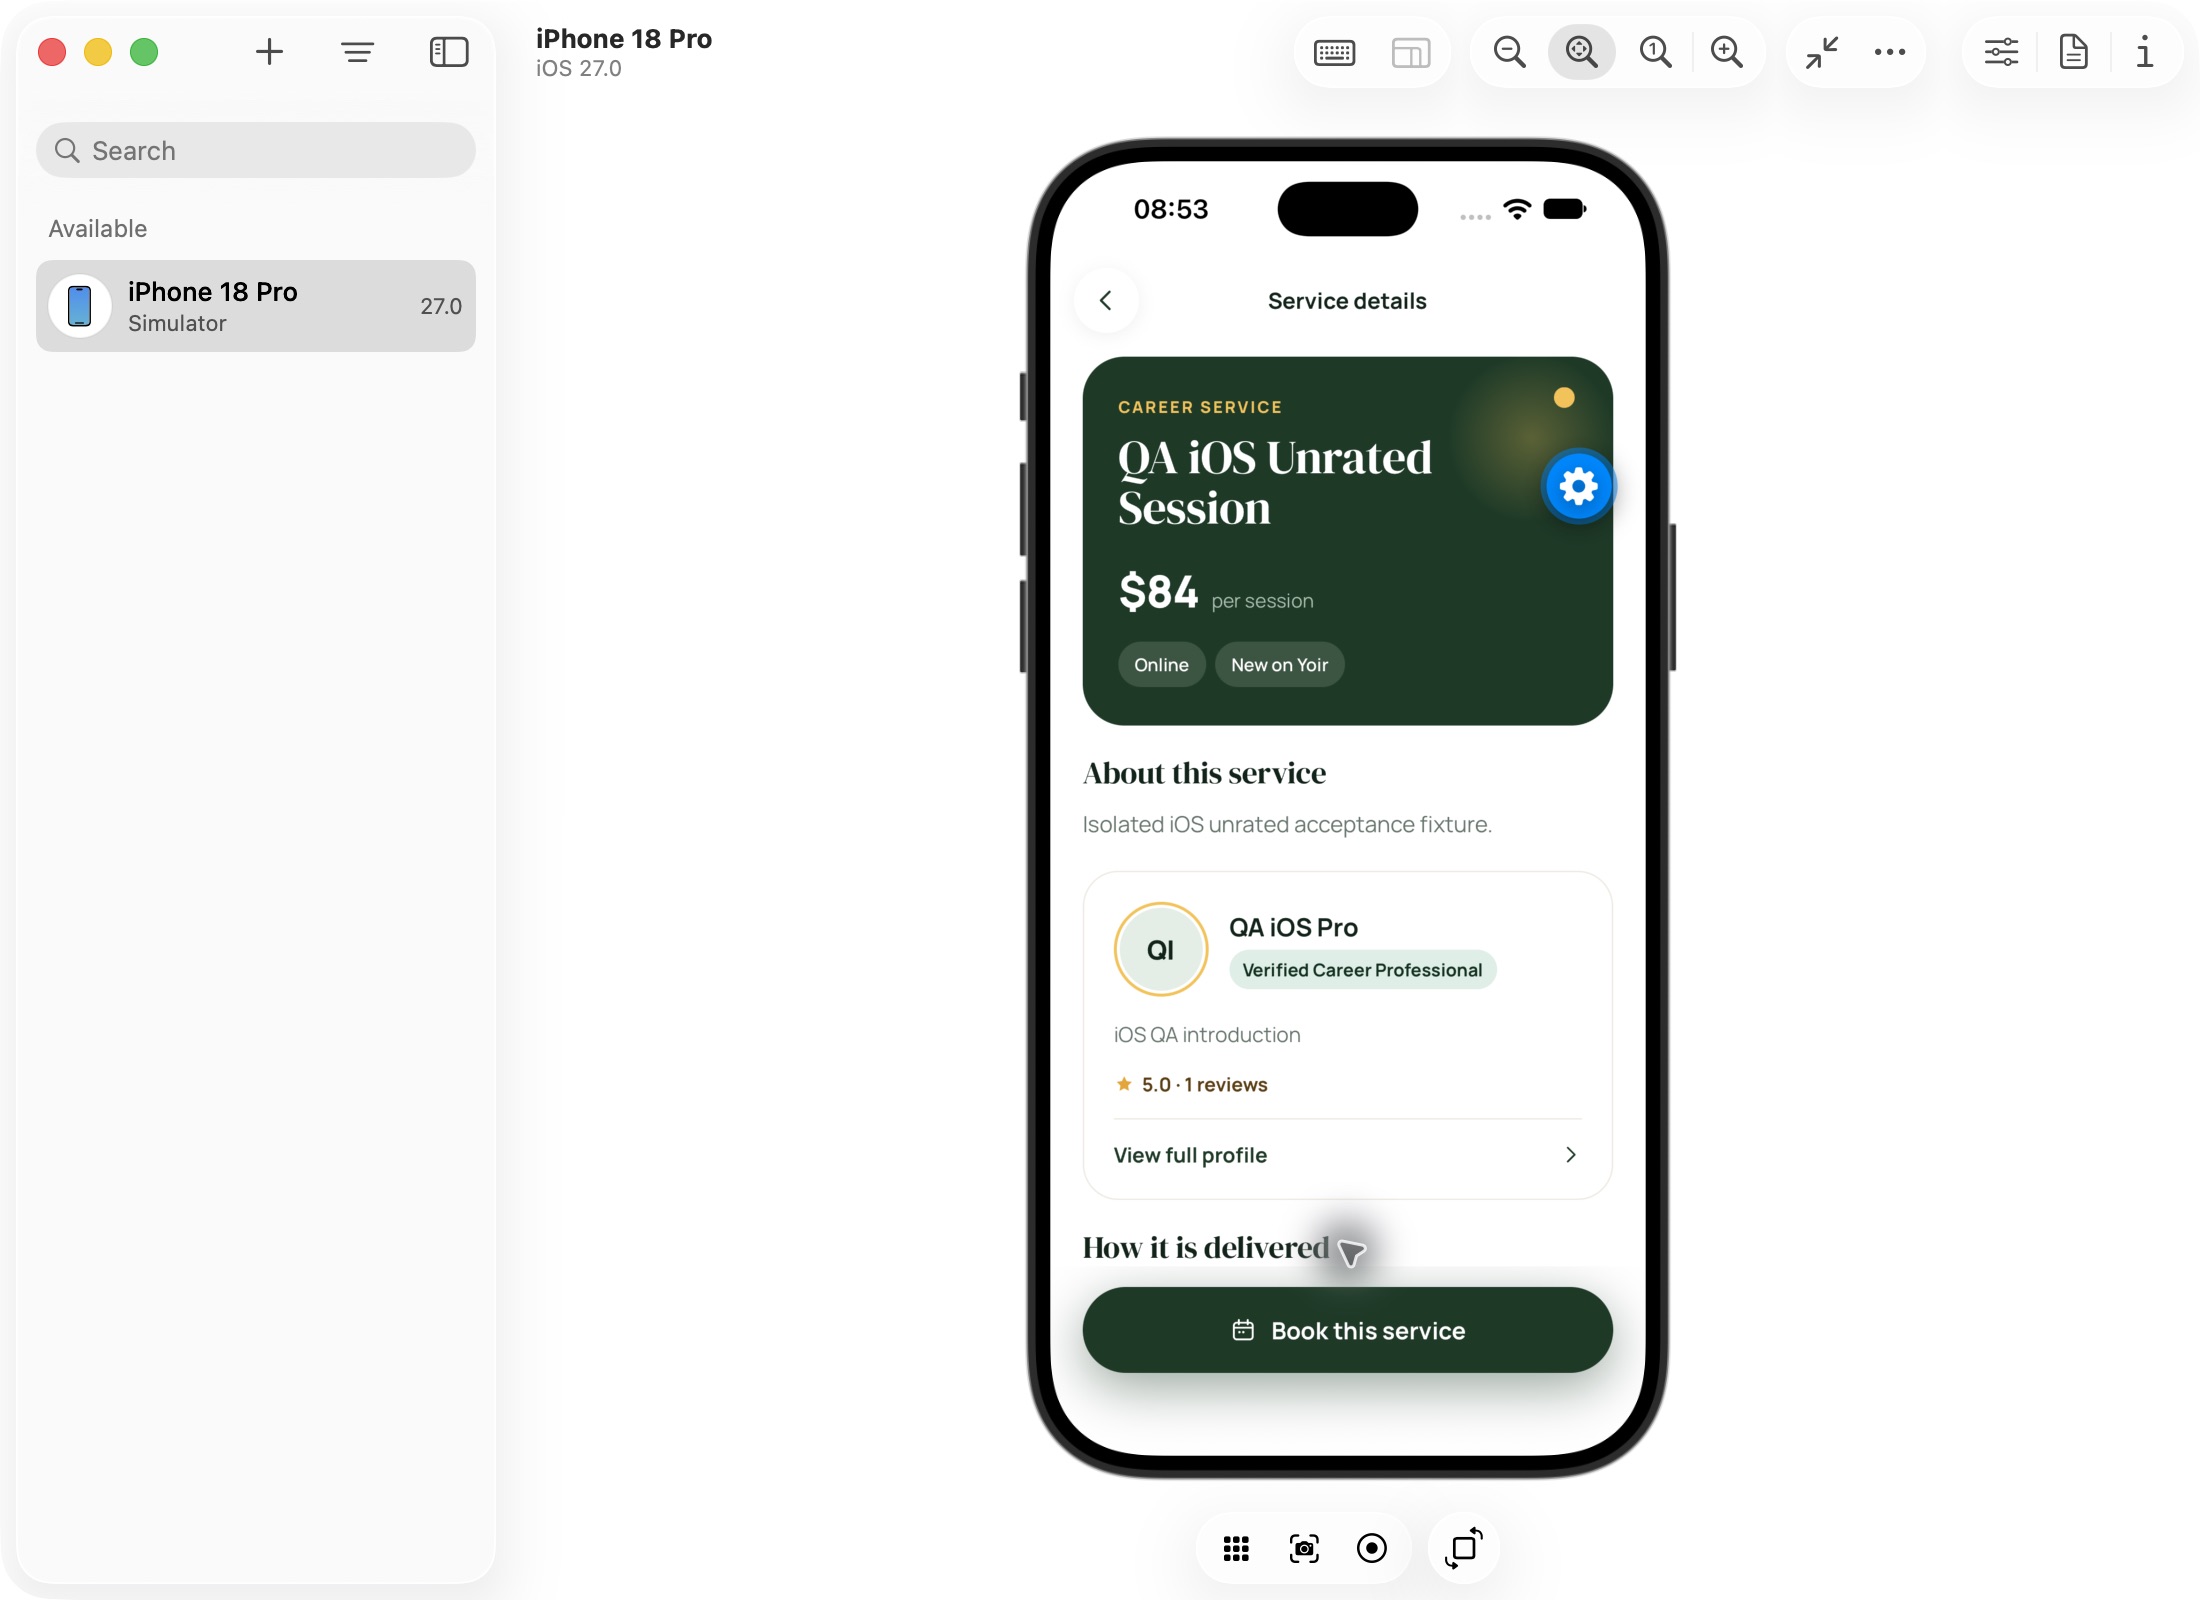 iPhone 18 Pro
iOS 27.0
Search
Available
iPhone 18 Pro
Simulator
27.0
1
08:53
Service details
CAREER SERVICE
QA iOS Unrated
Session
$84 per session
Online
New on Yoir
About this service
Isolated iOS unrated acceptance fixture.
QI
QA iOS Pro
Verified Career Professional
iOS QA introduction
5.0 · 1 reviews
View full profile
How it is delivered
Book this service